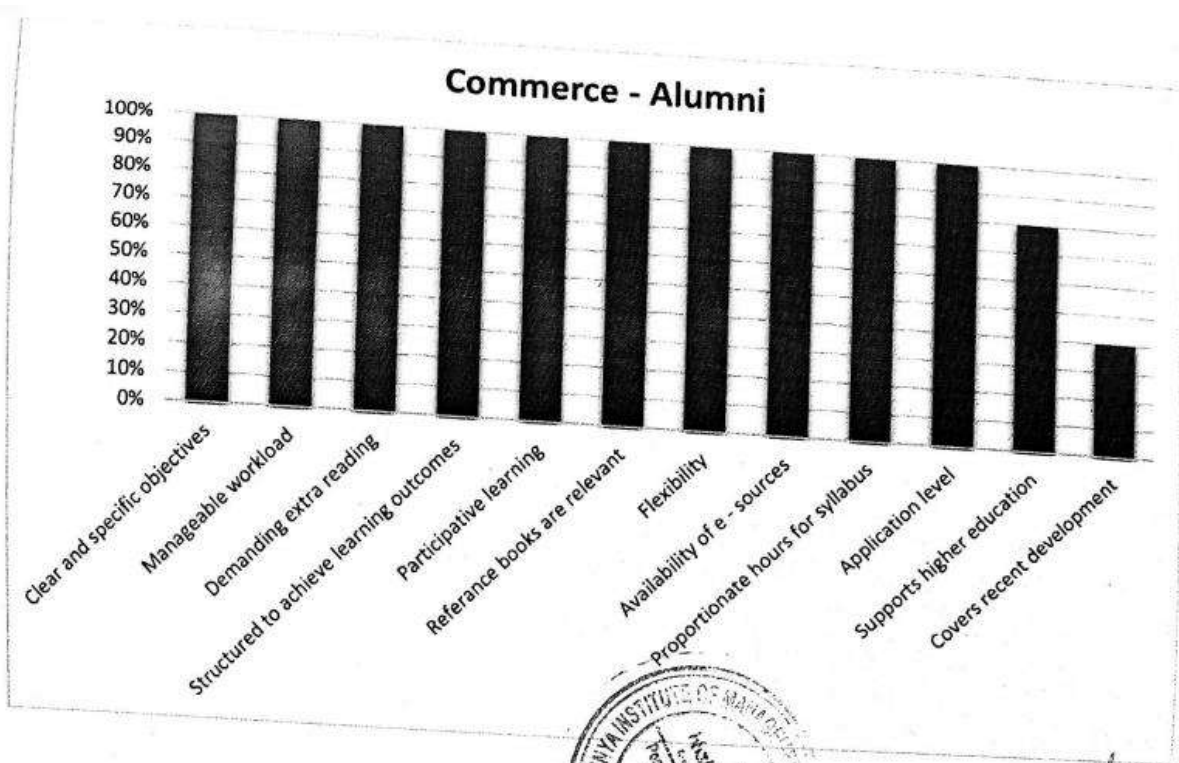 Commerce - Alumni
100%
90%
80%
70%
60%
50%
40%
30%
20%
10%
0%
Clear and specific objectives
Manageable workload
Demanding extra reading
Structured to achieve learning outcomes
Participative learning
Referance books are relevant
Flexibility
Availability of e - sources
Proportionate hours for syllabus
Application level
Supports higher education
Covers recent development
INSTITUTE OF